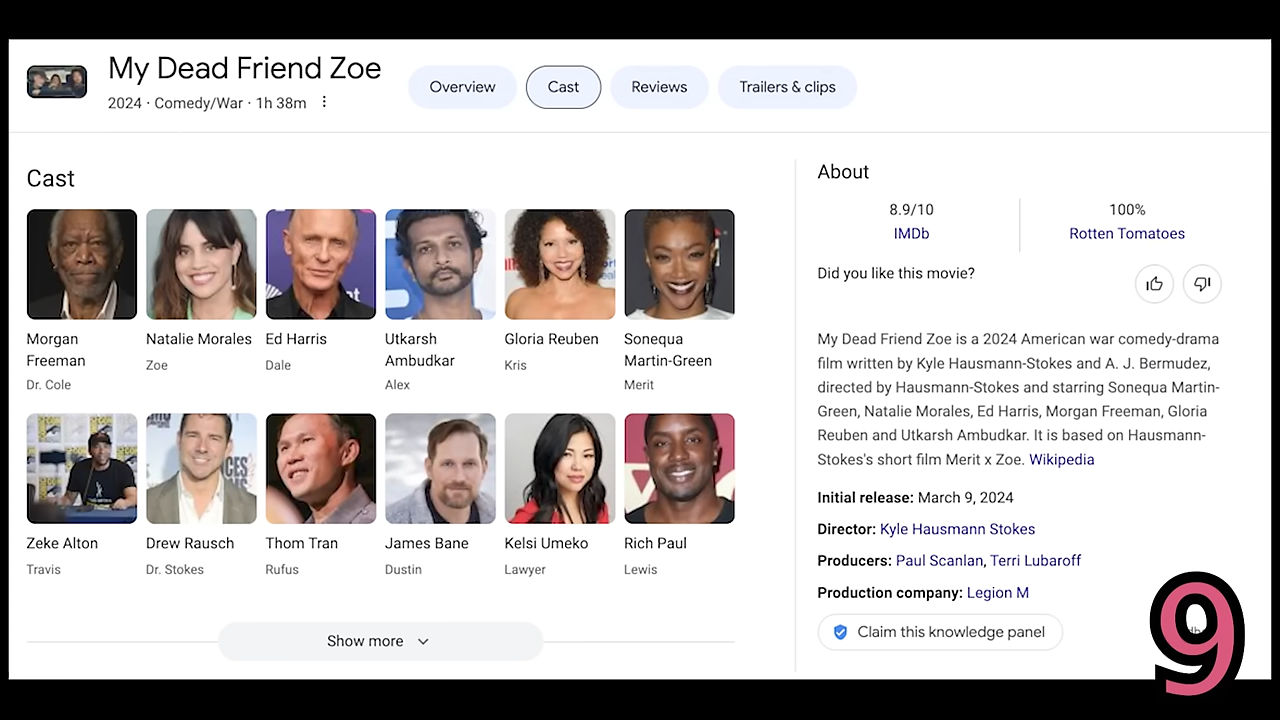 My Dead Friend Zoe
2024 · Comedy/War · 1h 38m
Overview
Cast
Reviews
Trailers & clips
Cast
Morgan Freeman
Dr. Cole
Natalie Morales
Zoe
Ed Harris
Dale
Utkarsh Ambudkar
Alex
Gloria Reuben
Kris
Sonequa Martin-Green
Merit
Zeke Alton
Travis
Drew Rausch
Dr. Stokes
Thom Tran
Rufus
James Bane
Dustin
Kelsi Umeko
Lawyer
Rich Paul
Lewis
Show more
About
8.9/10
IMDb
100%
Rotten Tomatoes
Did you like this movie?
My Dead Friend Zoe is a 2024 American war comedy-drama
film written by Kyle Hausmann-Stokes and A. J. Bermudez,
directed by Hausmann-Stokes and starring Sonequa Martin-
Green, Natalie Morales, Ed Harris, Morgan Freeman, Gloria
Reuben and Utkarsh Ambudkar. It is based on Hausmann-
Stokes's short film Merit x Zoe. Wikipedia
Initial release: March 9, 2024
Director: Kyle Hausmann Stokes
Producers: Paul Scanlan, Terri Lubaroff
Production company: Legion M
Claim this knowledge panel
9